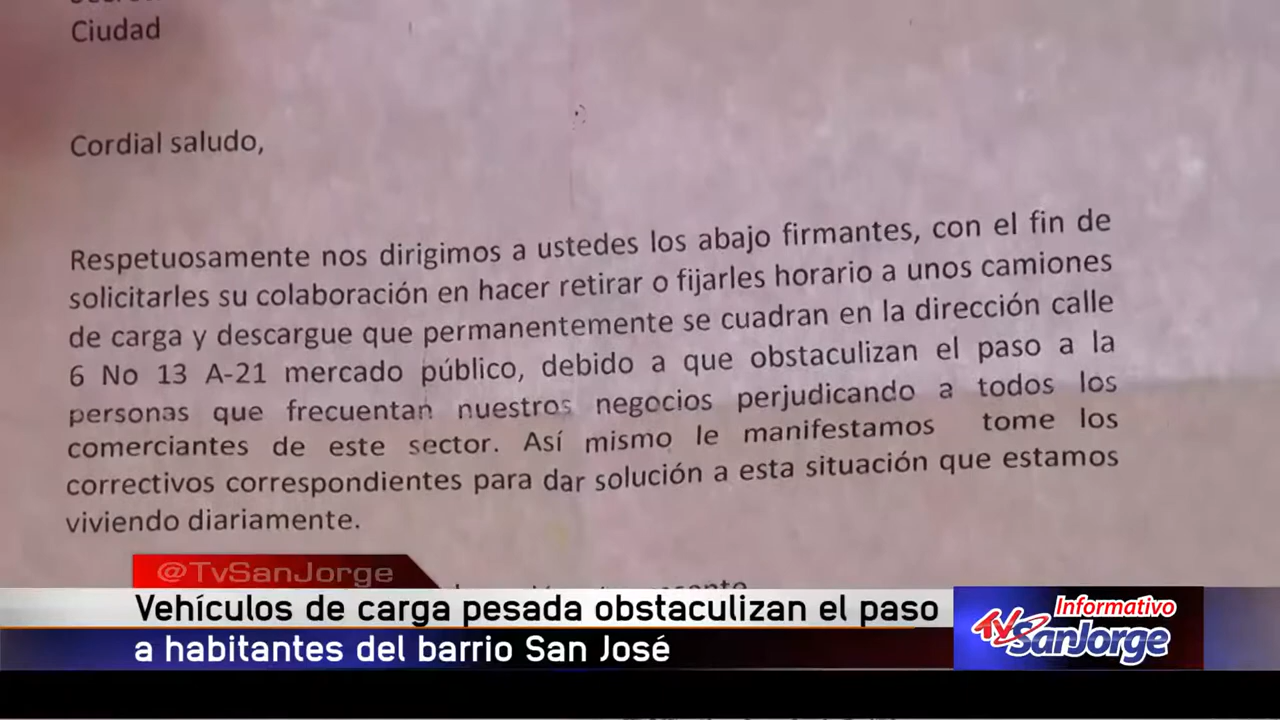 Ciudad
Cordial saludo,
Respetuosamente nos dirigimos a ustedes los abajo firmantes, con el fin de
solicitarles su colaboración en hacer retirar o fijarles horario a unos camiones
de carga y descargue que permanentemente se cuadran en la dirección calle
6 No 13 A-21 mercado público, debido a que obstaculizan el paso a la
personas que frecuentan nuestros negocios perjudicando a todos los
comerciantes de este sector. Así mismo le manifestamos tome los
correctivos correspondientes para dar solución a esta situación que estamos
viviendo diariamente.
@TvSanJorge
Vehículos de carga pesada obstaculizan el paso
a habitantes del barrio San José
Informativo
TV SanJorge